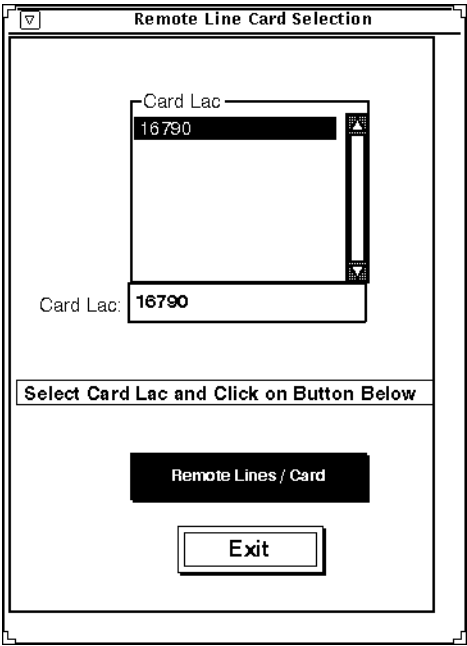 Remote Line Card Selection
Card Lac
16790
Card Lac: 16790
Select Card Lac and Click on Button Below
Remote Lines / Card
Exit